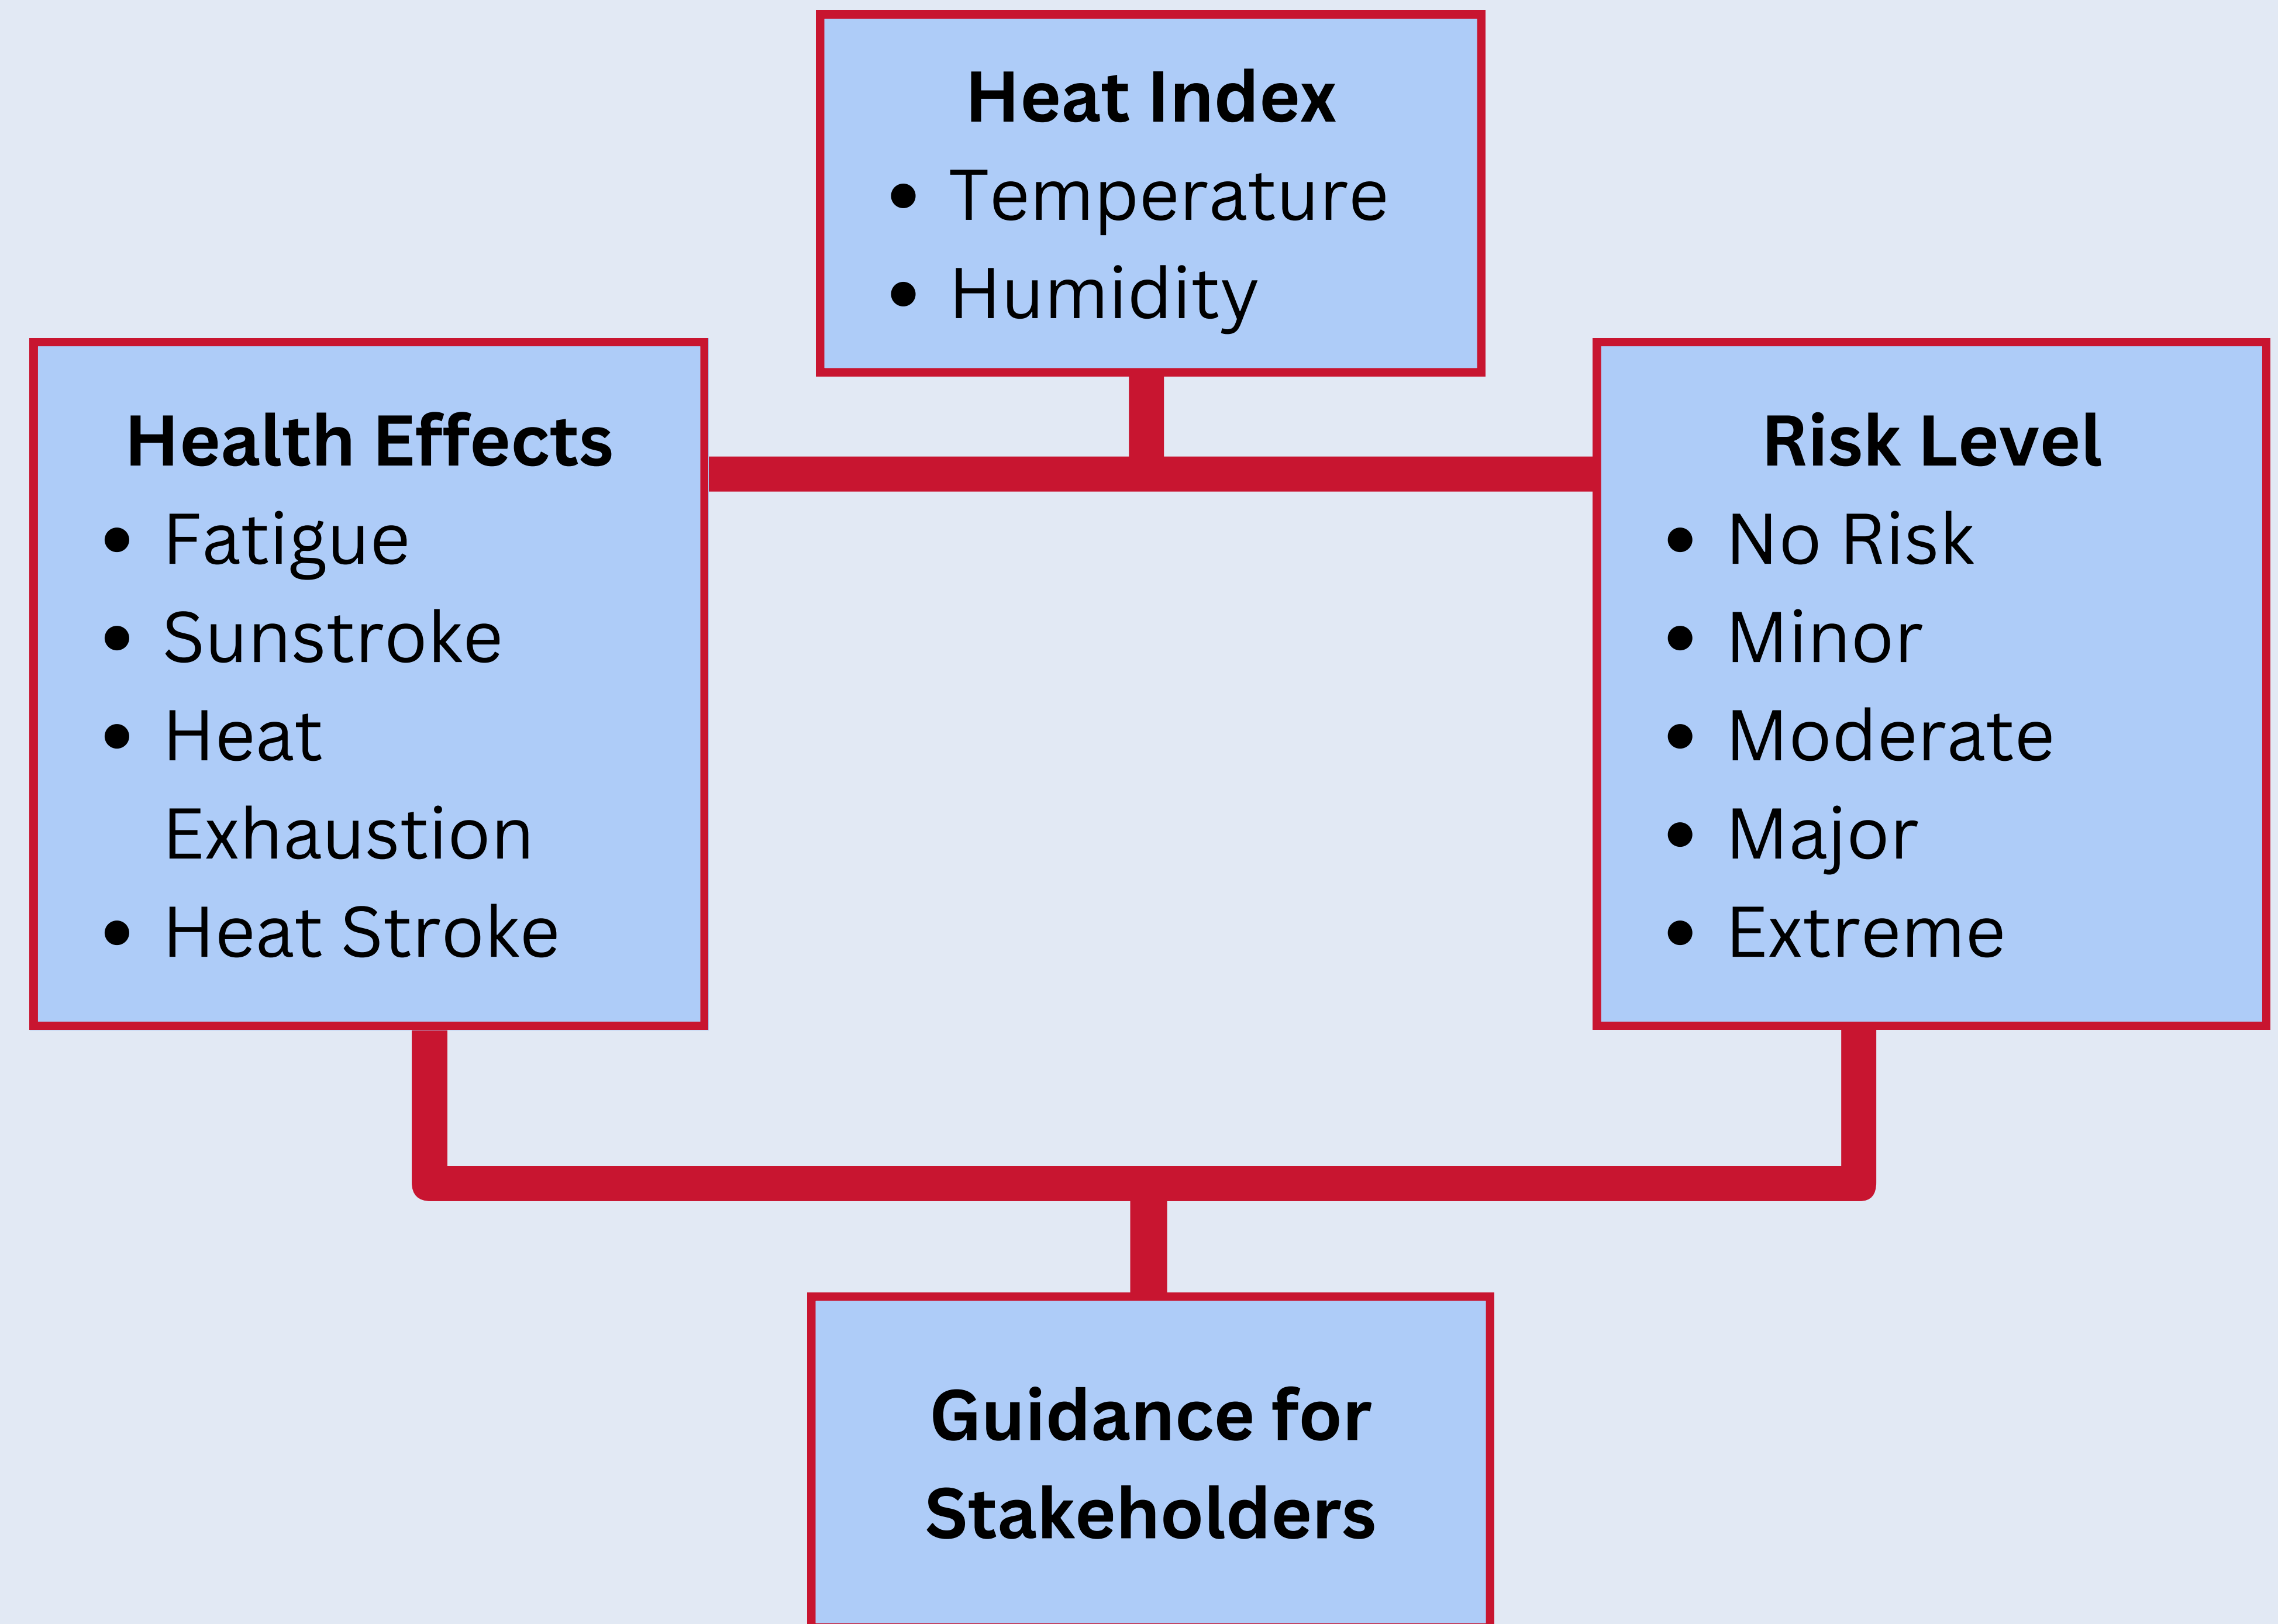 Heat Index
• Temperature
• Humidity
Health Effects
• Fatigue
• Sunstroke
• Heat
Exhaustion
• Heat Stroke
Risk Level
• No Risk
• Minor
• Moderate
• Major
• Extreme
Guidance for
Stakeholders